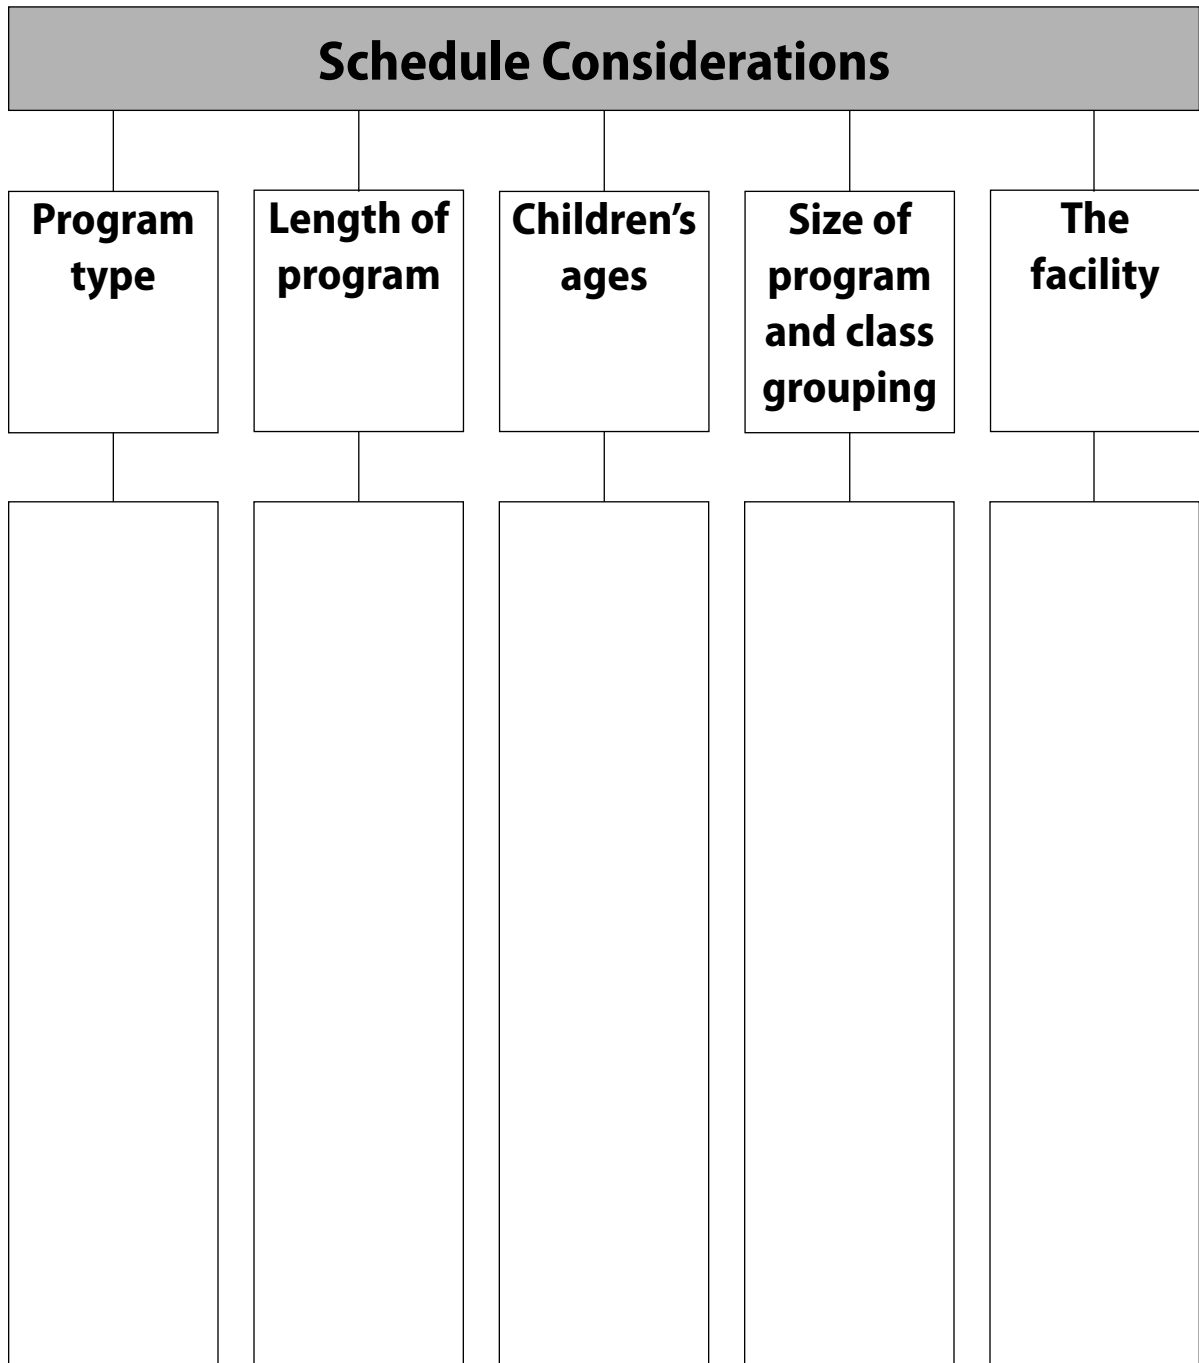 Schedule Considerations
Program
type
Length of
program
Children’s
ages
Size of
program
and class
grouping
The
facility